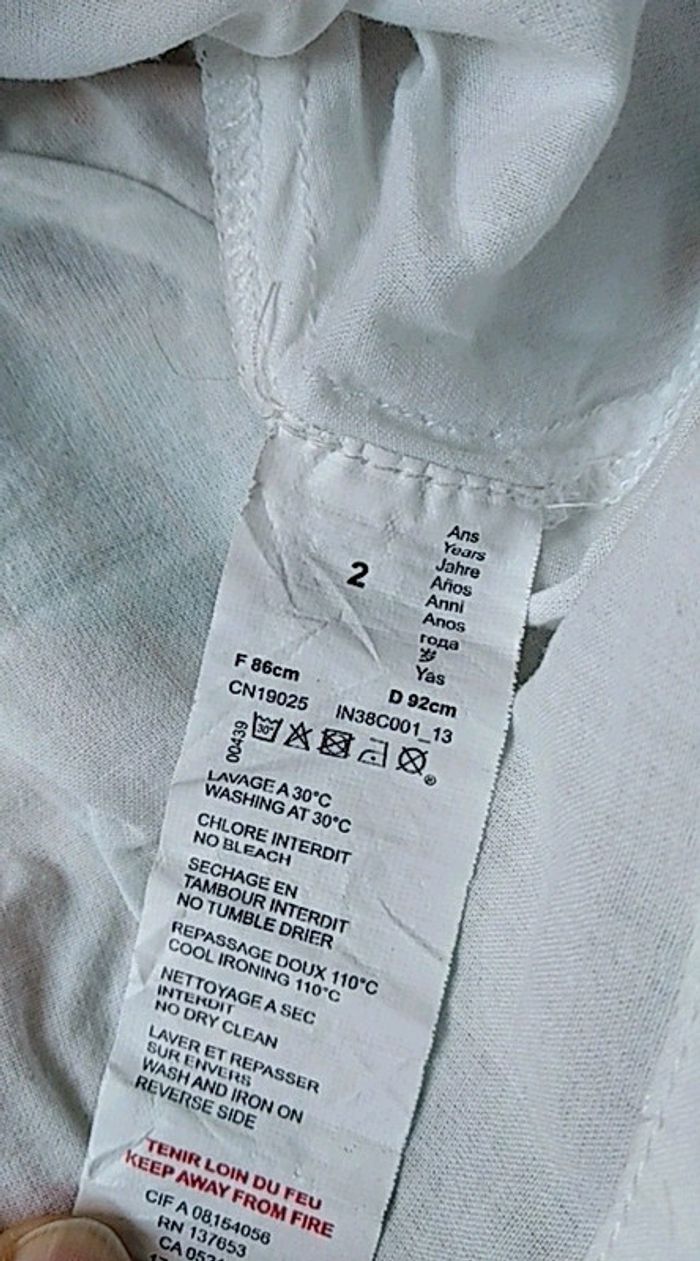 2
Ans
Years
Jahre
Años
Anni
Anos
года
岁
Yas
F 86cm
D 92cm
CN19025
IN38C001_13
00439
30°
LAVAGE A 30°C
WASHING AT 30°C
CHLORE INTERDIT
NO BLEACH
SECHAGE EN
TAMBOUR INTERDIT
NO TUMBLE DRIER
REPASSAGE DOUX 110°C
COOL IRONING 110°C
NETTOYAGE A SEC
INTERDIT
NO DRY CLEAN
LAVER ET REPASSER
SUR ENVERS
WASH AND IRON ON
REVERSE SIDE
TENIR LOIN DU FEU
KEEP AWAY FROM FIRE
CIF A 08154056
RN 137653
CA